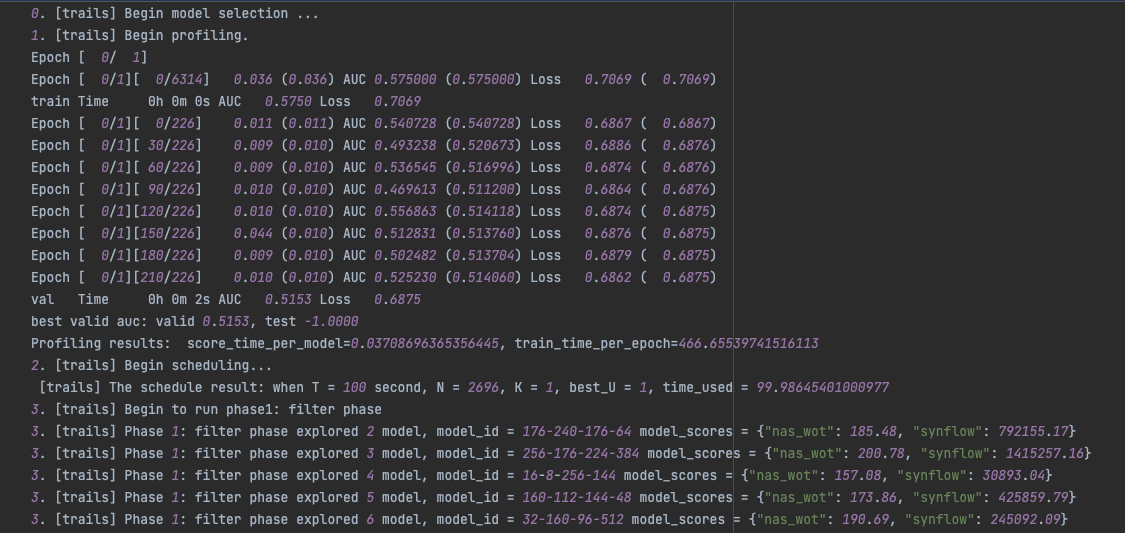 0. [trails] Begin model selection ...
1. [trails] Begin profiling.
Epoch [  0/  1]
Epoch [  0/1][  0/6314]   0.036 (0.036) AUC 0.575000 (0.575000) Loss   0.7069 (  0.7069)
train Time     0h 0m 0s AUC   0.5750 Loss   0.7069
Epoch [  0/1][  0/226]    0.011 (0.011) AUC 0.540728 (0.540728) Loss   0.6867 (  0.6867)
Epoch [  0/1][ 30/226]    0.009 (0.010) AUC 0.493238 (0.520673) Loss   0.6886 (  0.6876)
Epoch [  0/1][ 60/226]    0.009 (0.010) AUC 0.536545 (0.516996) Loss   0.6874 (  0.6876)
Epoch [  0/1][ 90/226]    0.010 (0.010) AUC 0.469613 (0.511200) Loss   0.6864 (  0.6876)
Epoch [  0/1][120/226]    0.010 (0.010) AUC 0.556863 (0.514118) Loss   0.6874 (  0.6875)
Epoch [  0/1][150/226]    0.044 (0.010) AUC 0.512831 (0.513760) Loss   0.6876 (  0.6875)
Epoch [  0/1][180/226]    0.009 (0.010) AUC 0.502482 (0.513704) Loss   0.6879 (  0.6875)
Epoch [  0/1][210/226]    0.010 (0.010) AUC 0.525230 (0.514060) Loss   0.6862 (  0.6875)
val   Time     0h 0m 2s AUC   0.5153 Loss   0.6875
best valid auc: valid 0.5153, test -1.0000
Profiling results:  score_time_per_model=0.03708696365356445, train_time_per_epoch=466.65539741516113
2. [trails] Begin scheduling...
 [trails] The schedule result: when T = 100 second, N = 2696, K = 1, best_U = 1, time_used = 99.98645401000977
3. [trails] Begin to run phase1: filter phase
3. [trails] Phase 1: filter phase explored 2 model, model_id = 176-240-176-64 model_scores = {"nas_wot": 185.48, "synflow": 792155.17}
3. [trails] Phase 1: filter phase explored 3 model, model_id = 256-176-224-384 model_scores = {"nas_wot": 200.78, "synflow": 1415257.16}
3. [trails] Phase 1: filter phase explored 4 model, model_id = 16-8-256-144 model_scores = {"nas_wot": 157.08, "synflow": 30893.04}
3. [trails] Phase 1: filter phase explored 5 model, model_id = 160-112-144-48 model_scores = {"nas_wot": 173.86, "synflow": 425859.79}
3. [trails] Phase 1: filter phase explored 6 model, model_id = 32-160-96-512 model_scores = {"nas_wot": 190.69, "synflow": 245092.09}